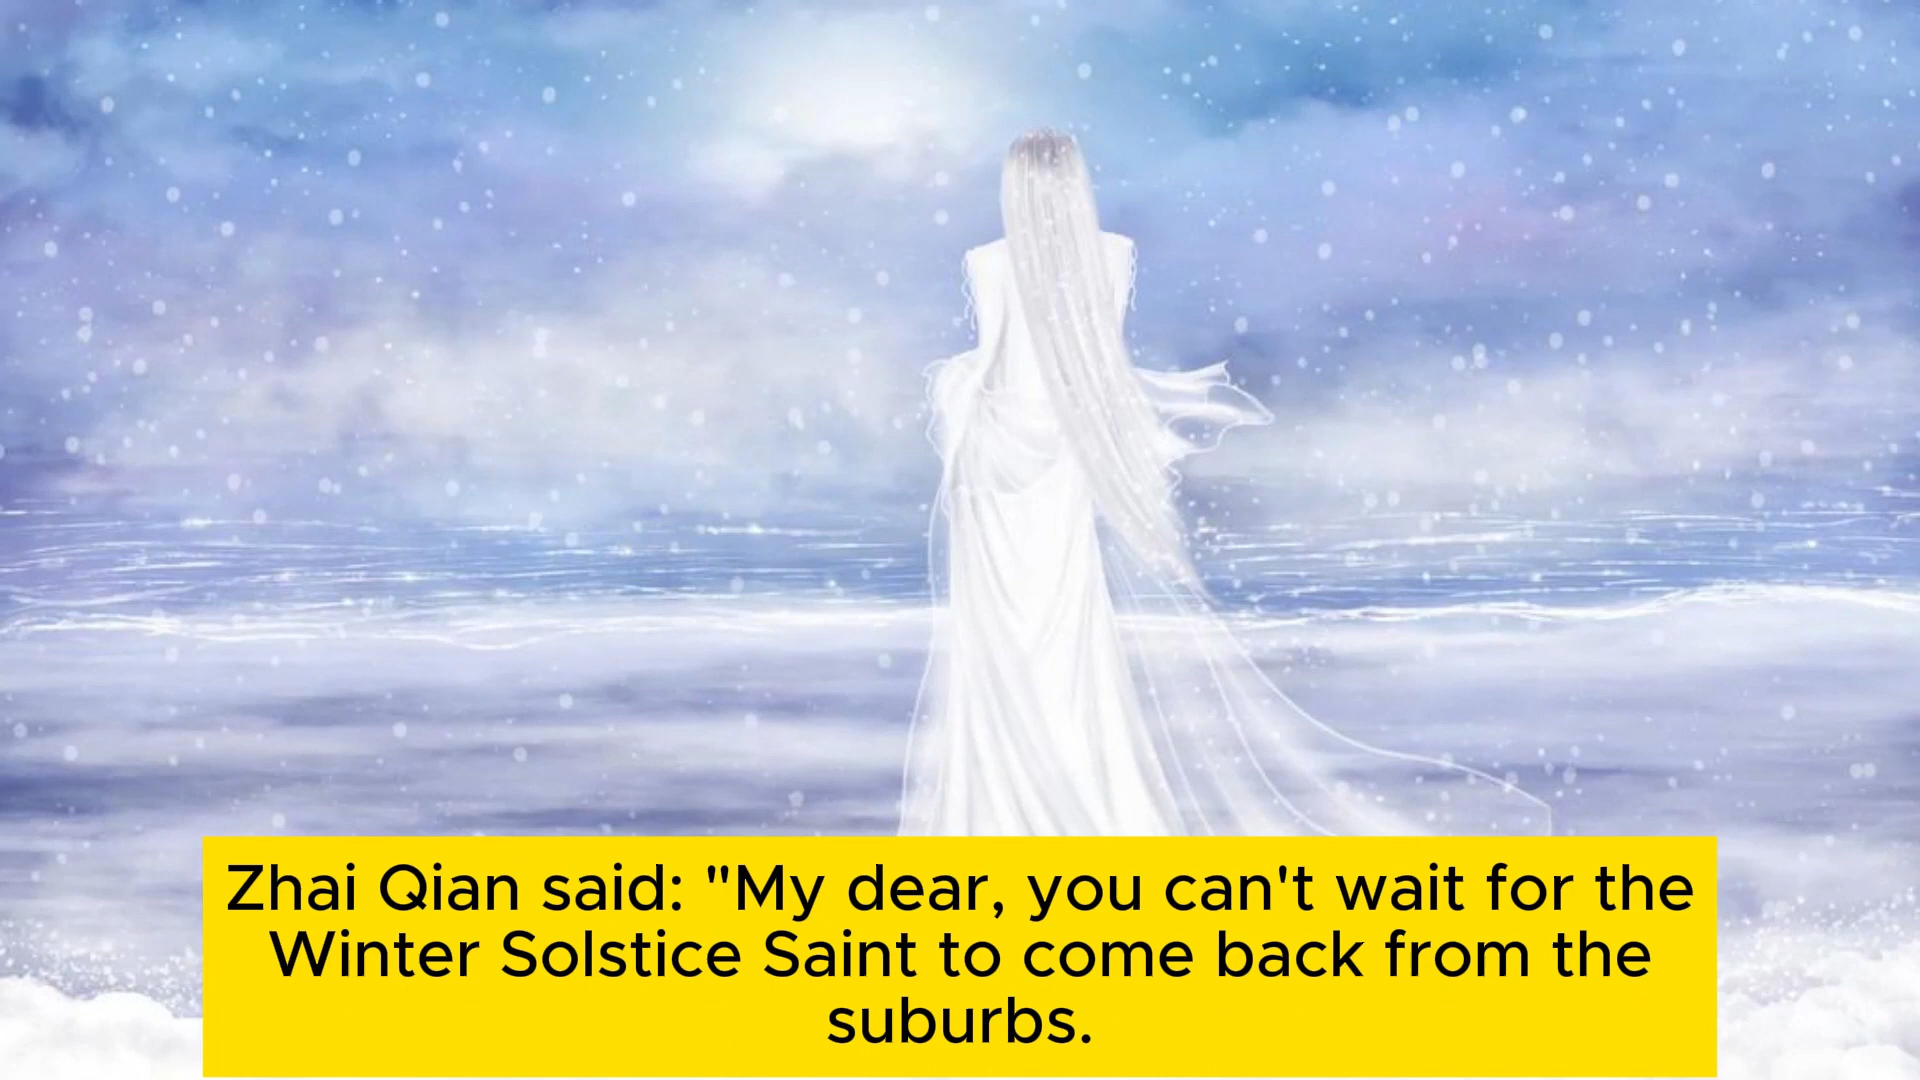 Zhai Qian said: "My dear, you can't wait for the
Winter Solstice Saint to come back from the
suburbs.